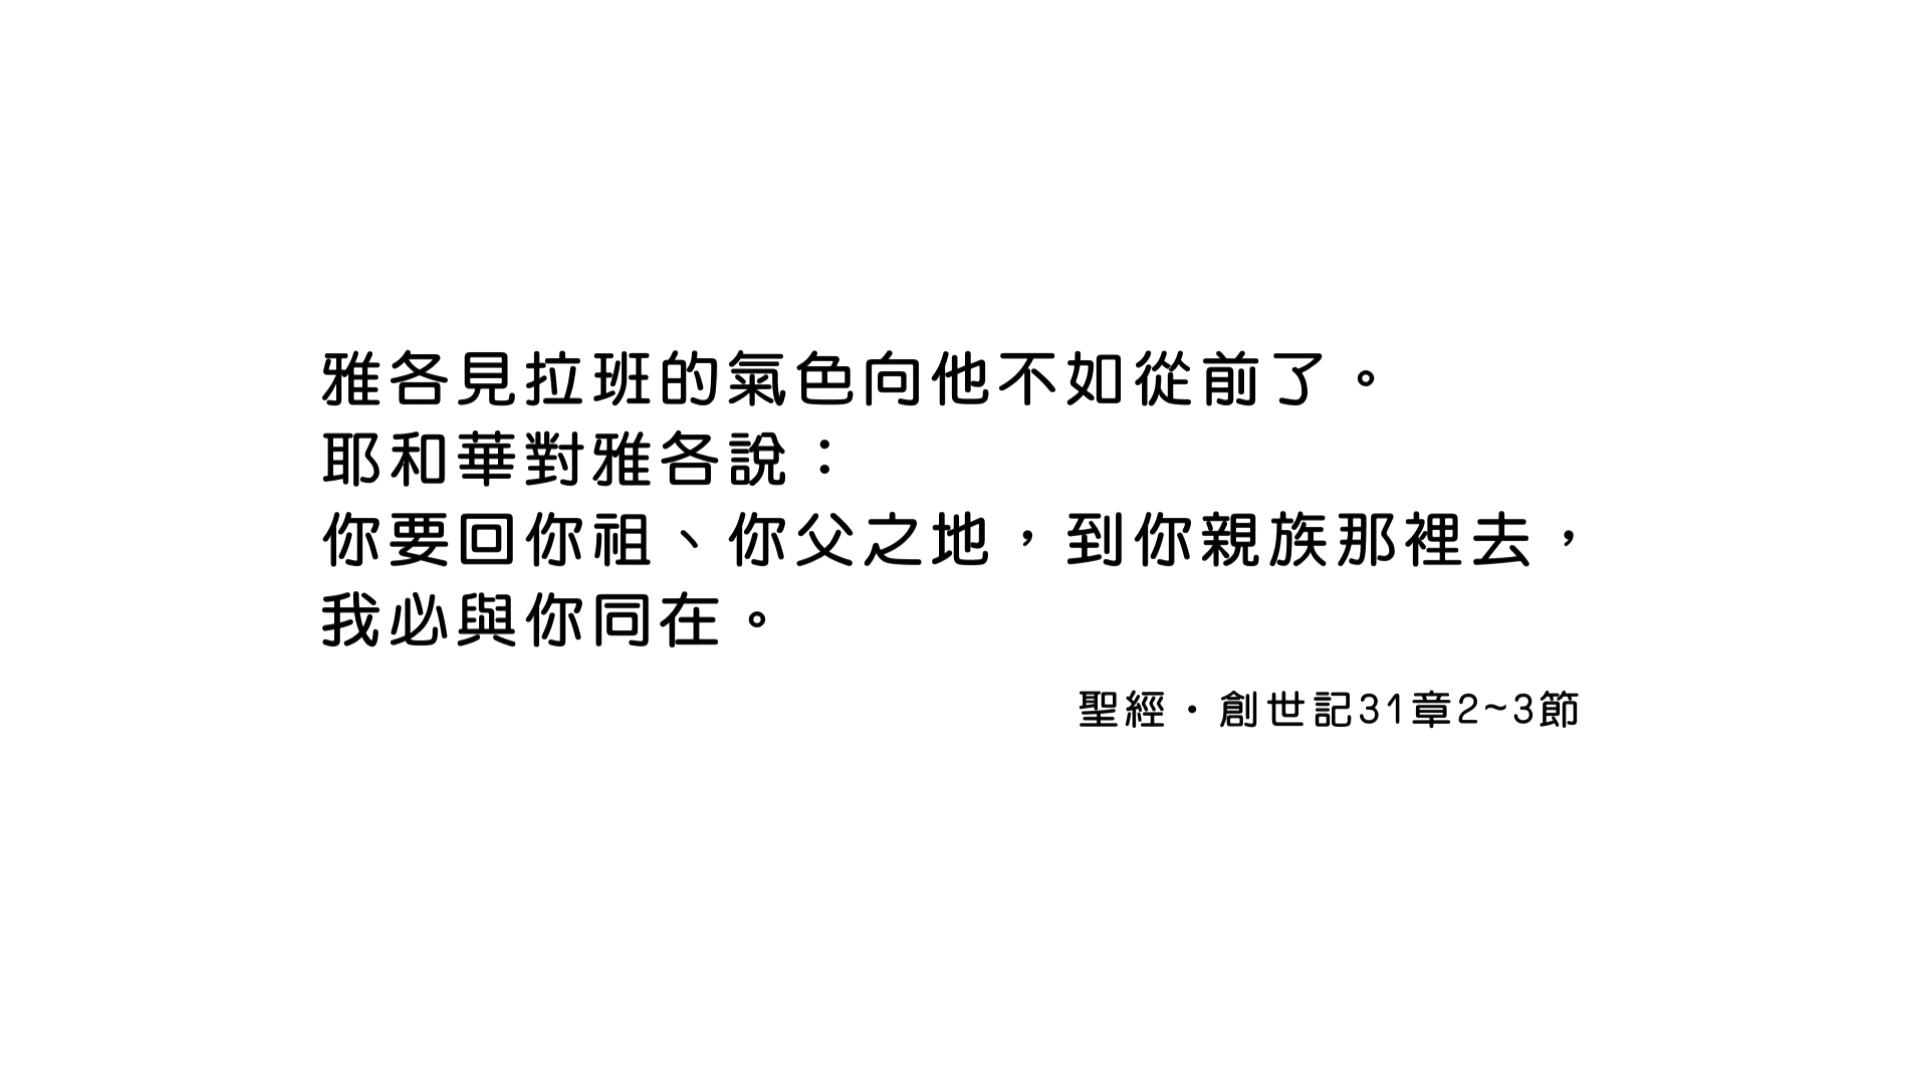 雅各見拉班的氣色向他不如從前了。
耶和華對雅各說：
你要回你祖、你父之地，到你親族那裡去，
我必與你同在。
聖經・創世記31章2~3節